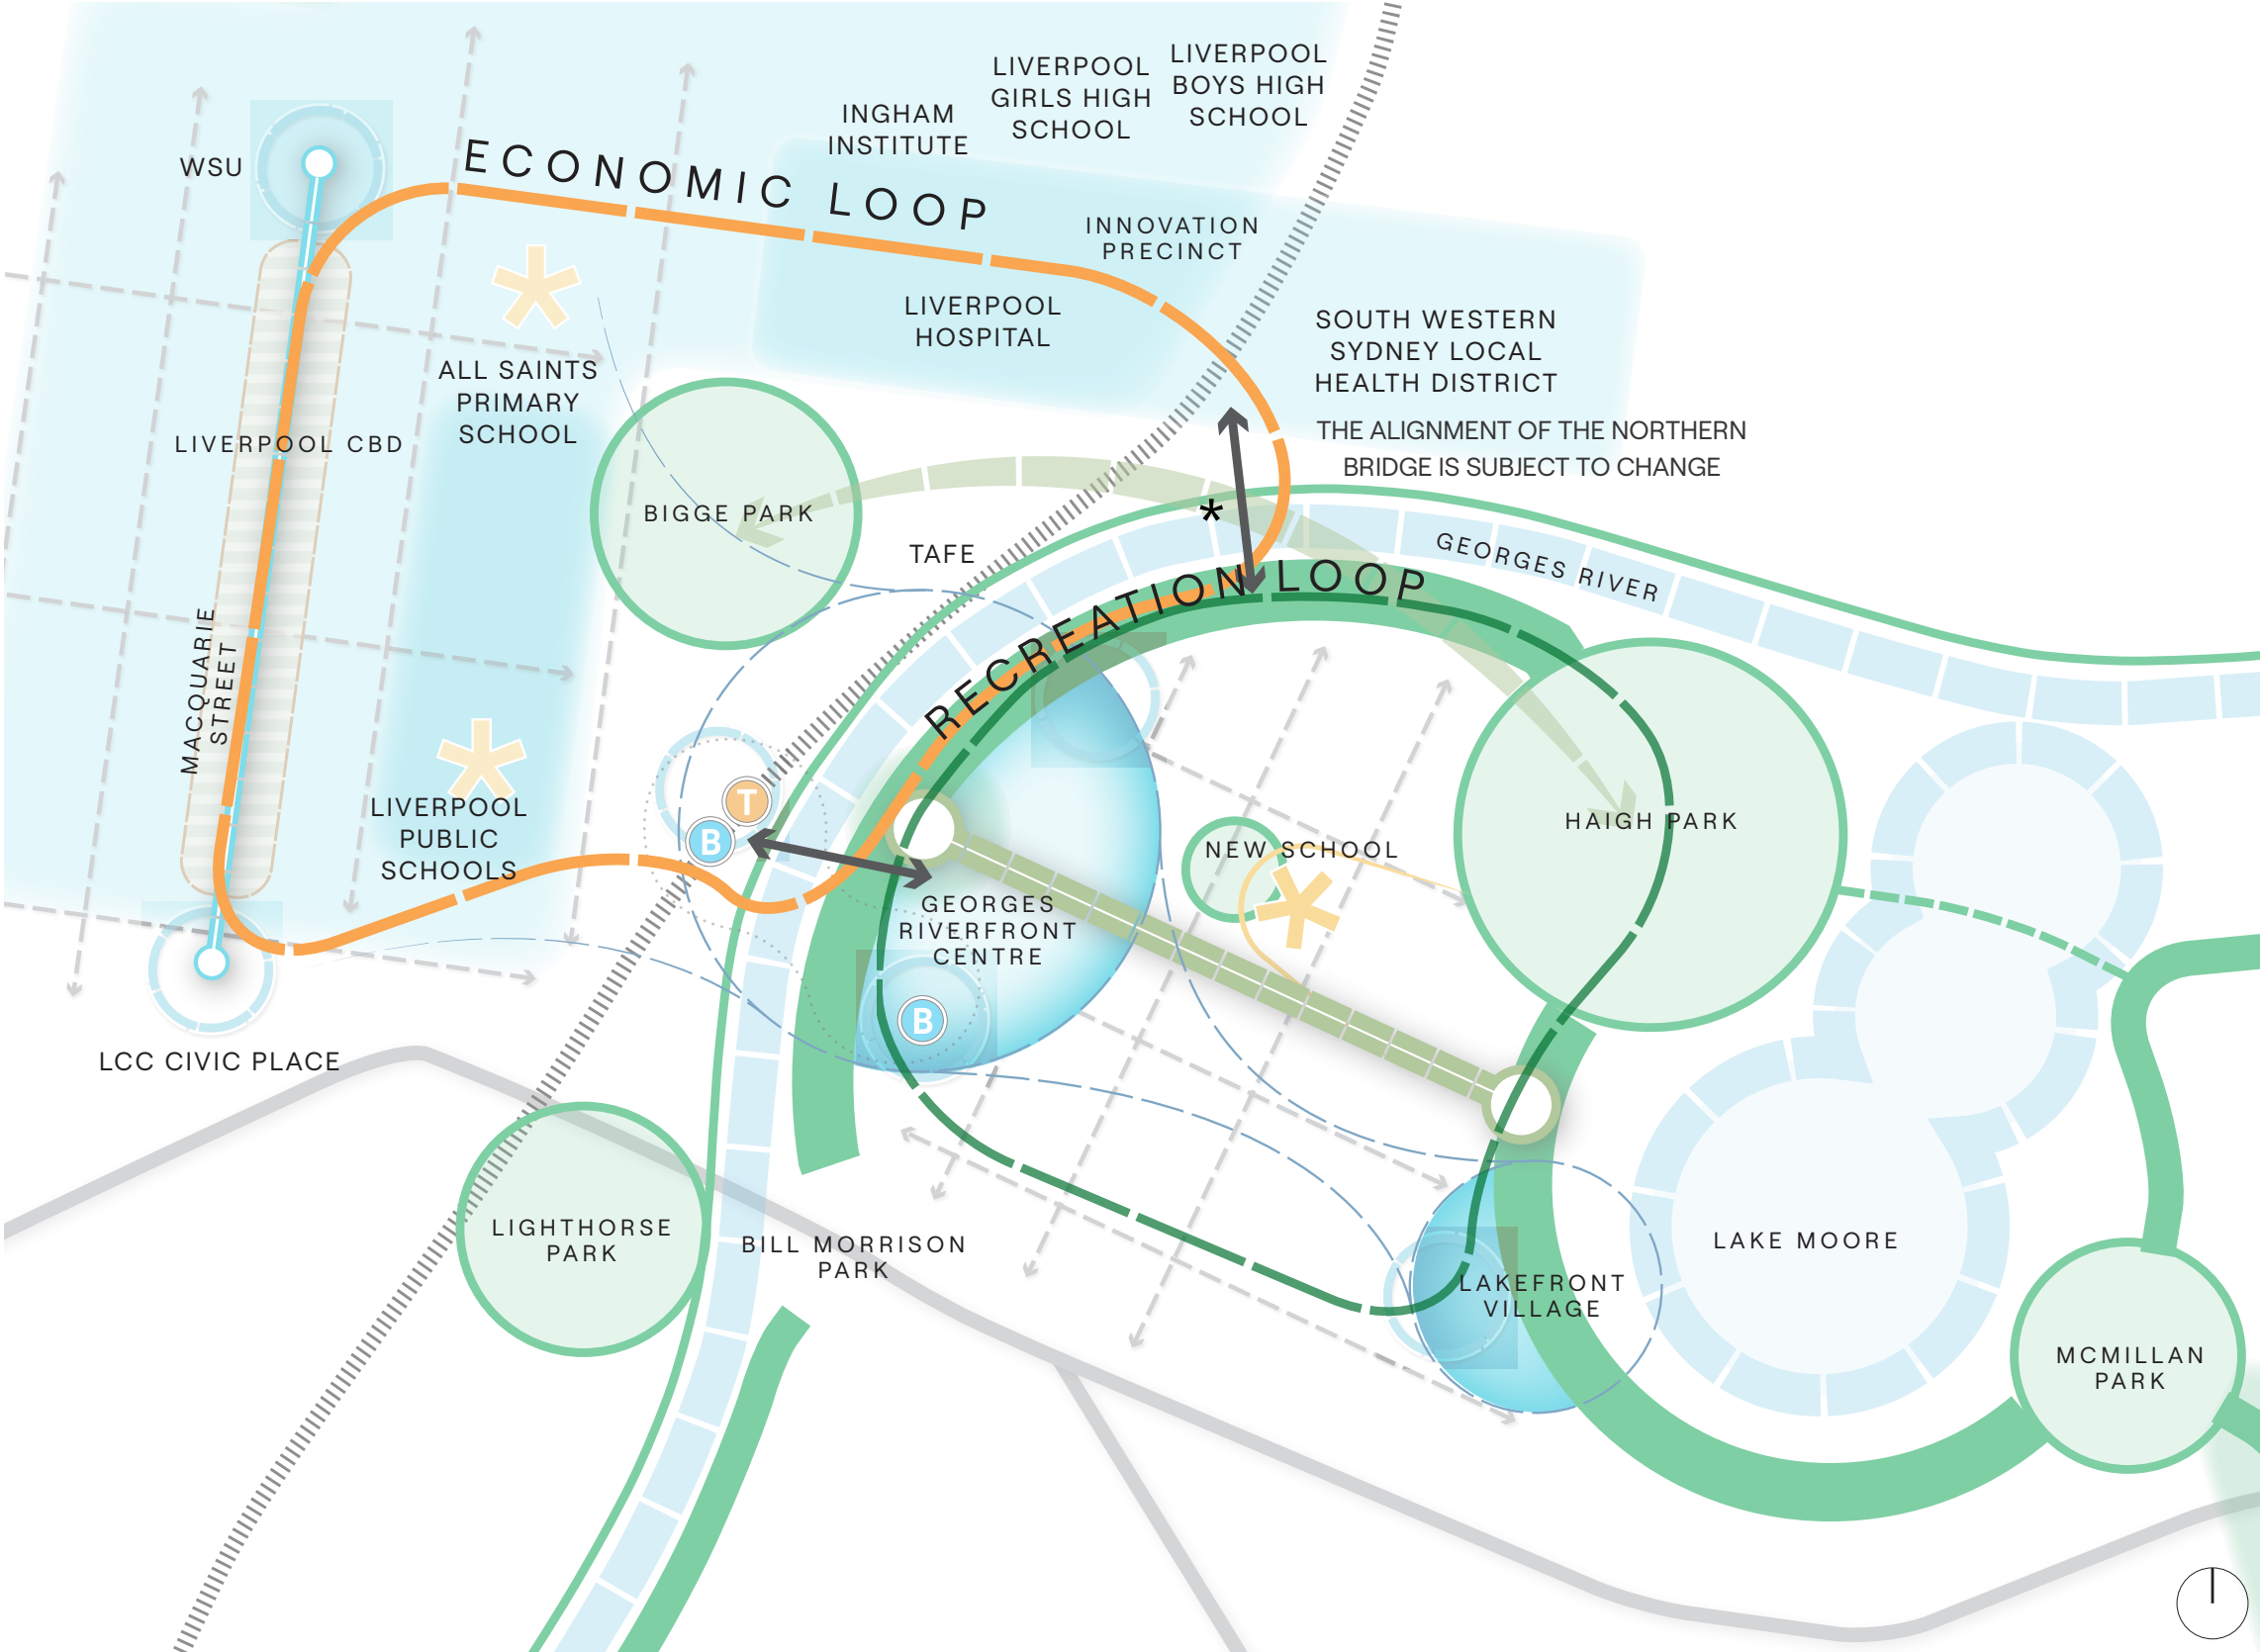 LIVERPOOL
GIRLS HIGH
SCHOOL
LIVERPOOL
BOYS HIGH
SCHOOL
INGHAM
INSTITUTE
WSU
ECONOMIC LOOP
INNOVATION
PRECINCT
LIVERPOOL
HOSPITAL
SOUTH WESTERN
SYDNEY LOCAL
HEALTH DISTRICT
ALL SAINTS
PRIMARY
SCHOOL
LIVERPOOL CBD
THE ALIGNMENT OF THE NORTHERN
BRIDGE IS SUBJECT TO CHANGE
BIGGE PARK
*
TAFE
GEORGES RIVER
RECREATION LOOP
MACQUARIE
STREET
LIVERPOOL
PUBLIC
SCHOOLS
T
B
HAIGH PARK
NEW SCHOOL
GEORGES
RIVERFRONT
CENTRE
B
LCC CIVIC PLACE
LIGHTHORSE
PARK
BILL MORRISON
PARK
LAKE MOORE
LAKEFRONT
VILLAGE
MCMILLAN
PARK